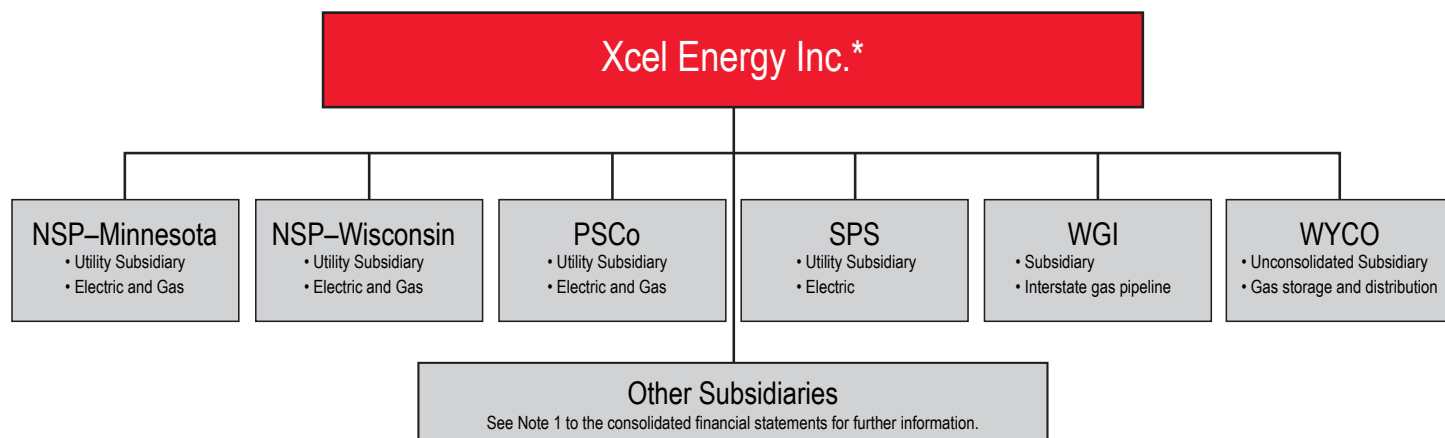 Xcel Energy Inc.*
NSP–Minnesota
• Utility Subsidiary
• Electric and Gas
NSP–Wisconsin
• Utility Subsidiary
• Electric and Gas
PSCo
• Utility Subsidiary
• Electric and Gas
SPS
• Utility Subsidiary
• Electric
WGI
• Subsidiary
• Interstate gas pipeline
WYCO
• Unconsolidated Subsidiary
• Gas storage and distribution
Other Subsidiaries
See Note 1 to the consolidated financial statements for further information.